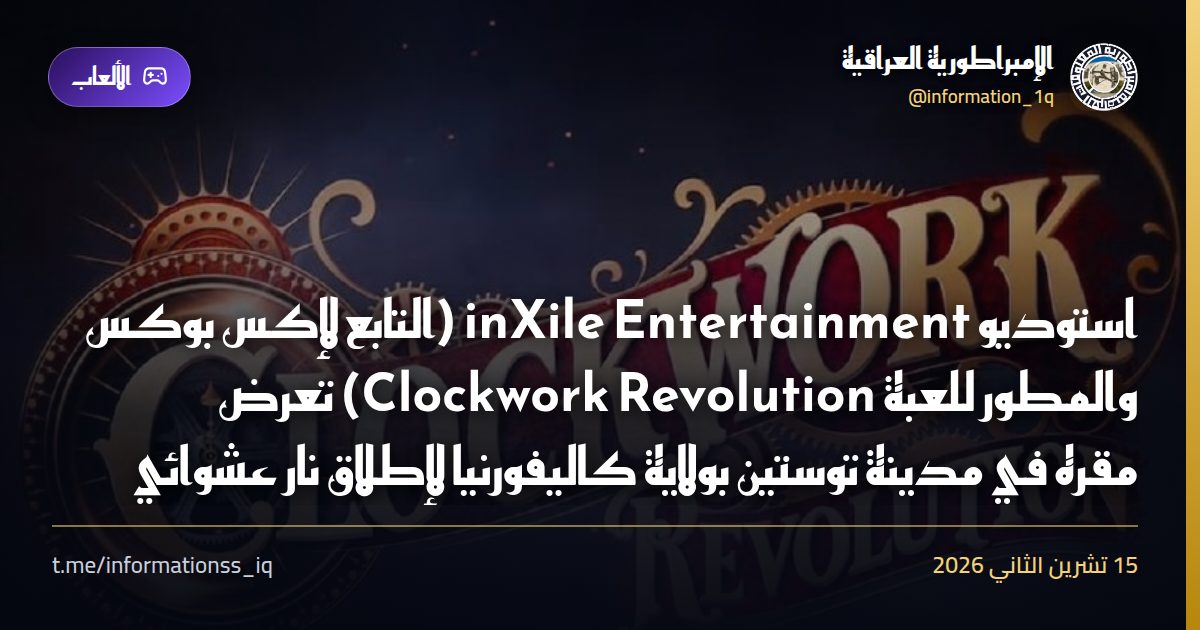 الإمبراطورية العراقية
@information_1q
الألعاب
CLOCKWORK
REVOLUTION
استوديو inXile Entertainment (التابع لإكس بوكس
والمطور للعبة Clockwork Revolution) تعرض
مقره في مدينة توستين بولاية كاليفورنيا لإطلاق نار عشوائي
15 تشرين الثاني 2026
t.me/informationss_iq